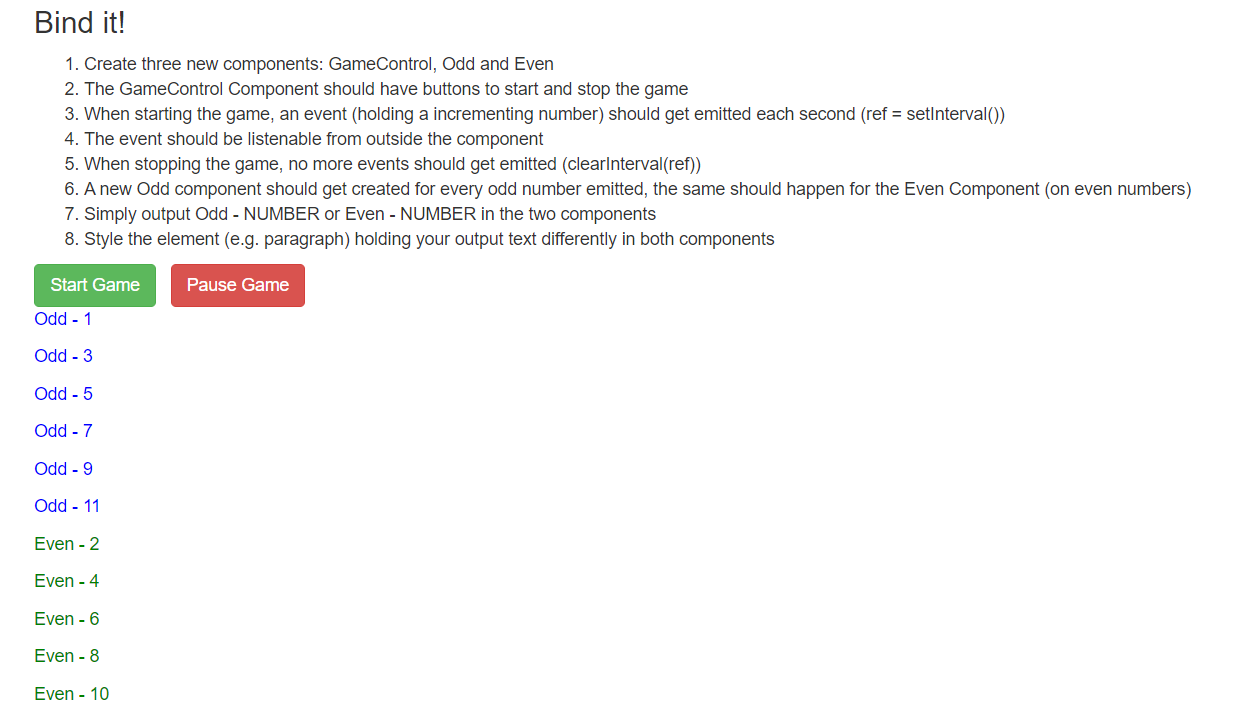 Bind it!
1. Create three new components: GameControl, Odd and Even
2. The GameControl Component should have buttons to start and stop the game
3. When starting the game, an event (holding a incrementing number) should get emitted each second (ref = setInterval())
4. The event should be listenable from outside the component
5. When stopping the game, no more events should get emitted (clearInterval(ref))
6. A new Odd component should get created for every odd number emitted, the same should happen for the Even Component (on even numbers)
7. Simply output Odd - NUMBER or Even - NUMBER in the two components
8. Style the element (e.g. paragraph) holding your output text differently in both components
Start Game Pause Game
Odd - 1
Odd - 3
Odd - 5
Odd - 7
Odd - 9
Odd - 11
Even - 2
Even - 4
Even - 6
Even - 8
Even - 10